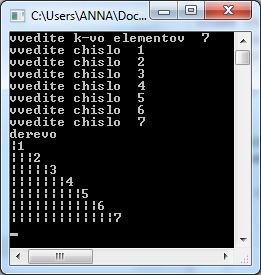 C:\Users\ANNA\Doc...
vvedite k-vo elementov  7
vvedite chislo  1
vvedite chislo  2
vvedite chislo  3
vvedite chislo  4
vvedite chislo  5
vvedite chislo  6
vvedite chislo  7
derevo
¦1
¦¦¦2
¦¦¦¦¦3
¦¦¦¦¦¦¦4
¦¦¦¦¦¦¦¦¦5
¦¦¦¦¦¦¦¦¦¦¦6
¦¦¦¦¦¦¦¦¦¦¦¦¦7